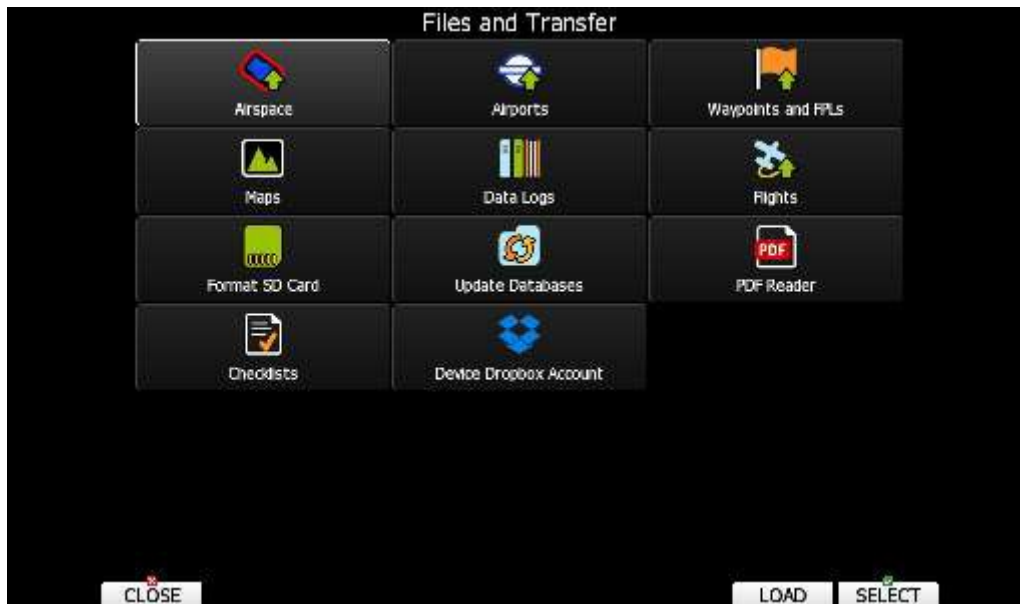 Files and Transfer
Airspace
Airports
Waypoints and FPLs
Maps
Data Logs
Flights
Format SD Card
Update Databases
PDF
PDF Reader
Checklists
Device Dropbox Account
CLOSE
LOAD
SELECT